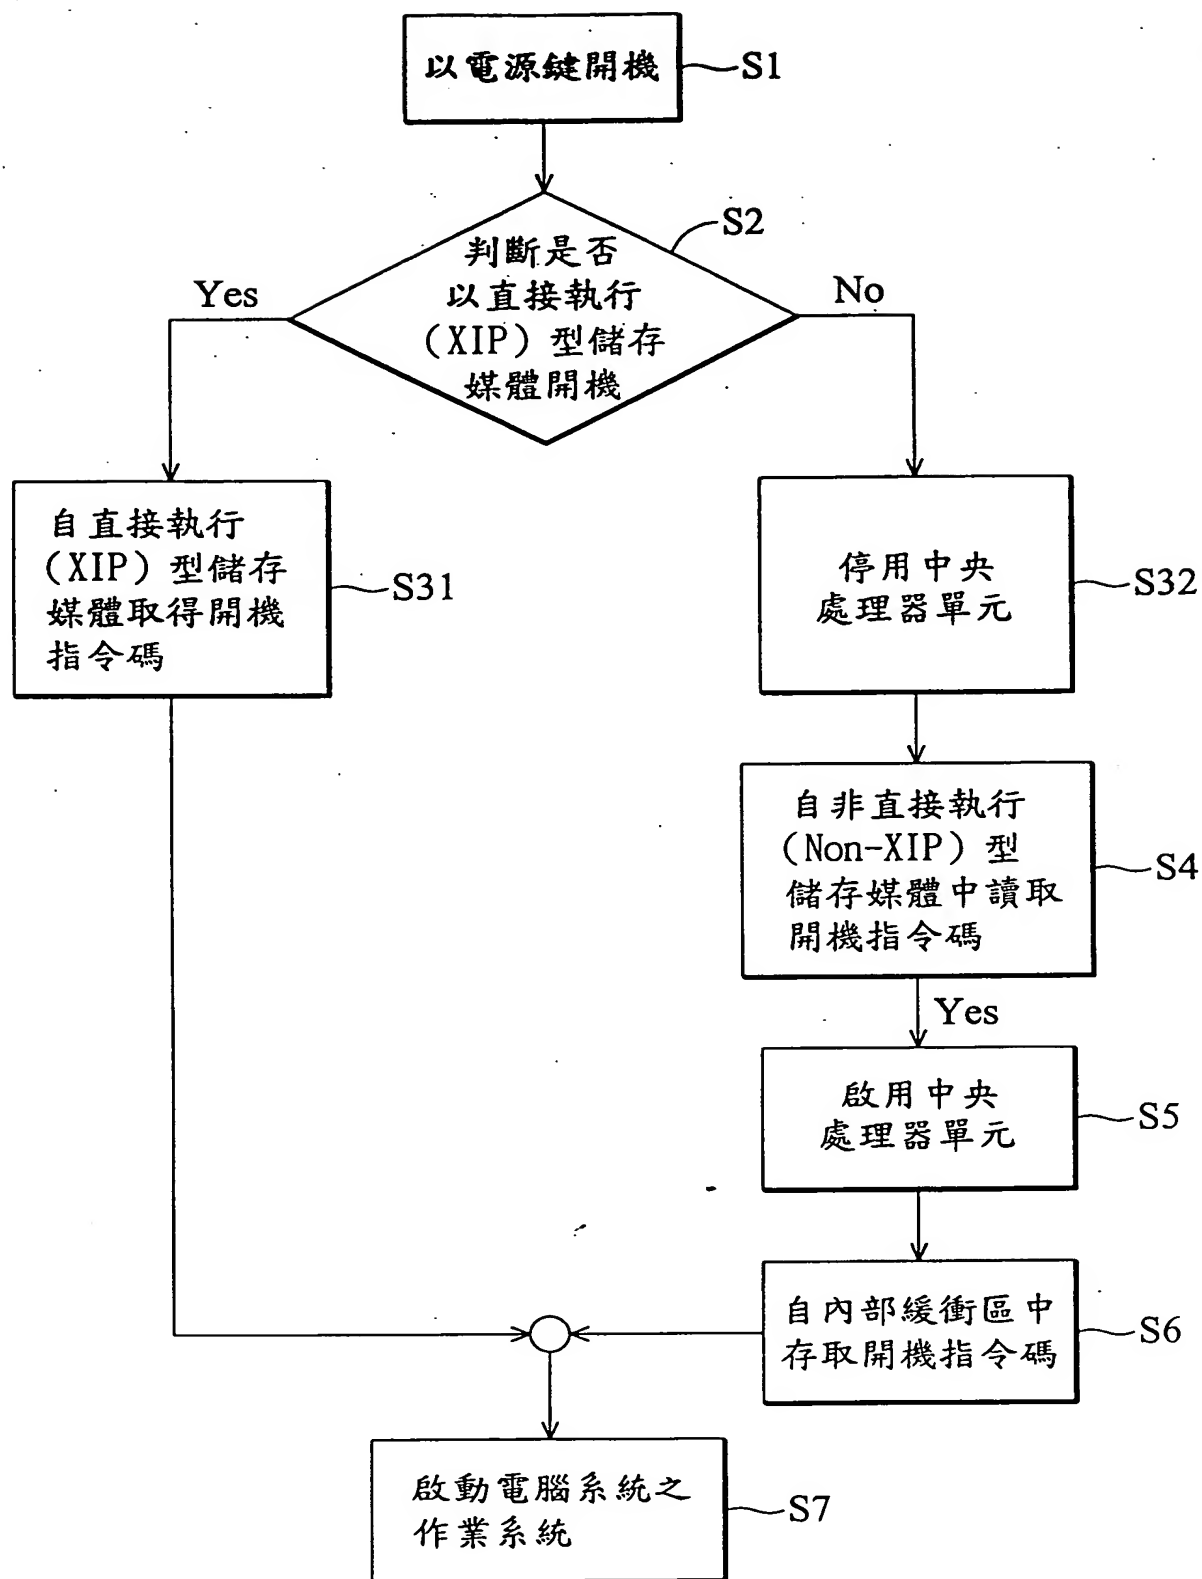 以電源鍵開機
S1
S2
判斷是否
以直接執行
（XIP）型儲存
媒體開機
Yes
No
自直接執行
（XIP）型儲存
媒體取得開機
指令碼
S31
停用中央
處理器單元
S32
自非直接執行
（Non-XIP）型
儲存媒體中讀取
開機指令碼
S4
Yes
啟用中央
處理器單元
S5
自內部緩衝區中
存取開機指令碼
S6
啟動電腦系統之
作業系統
S7